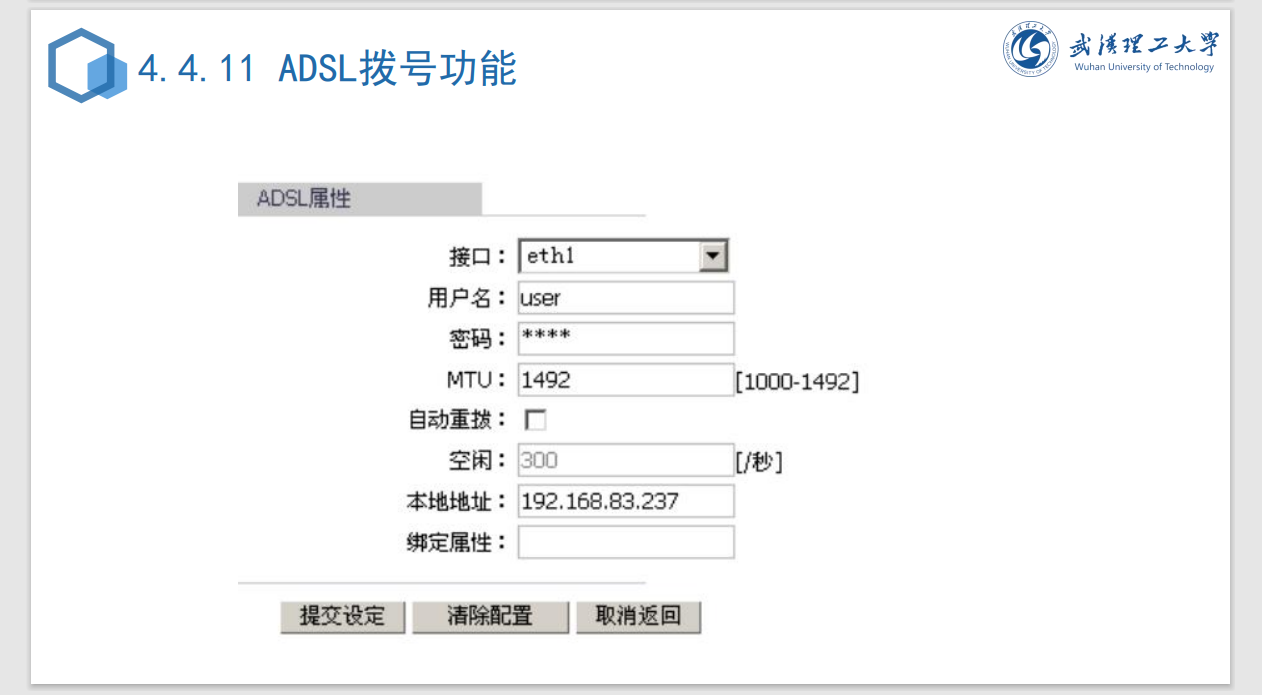 4.4.11 ADSL拨号功能
武汉理工大学
Wuhan University of Technology
ADSL属性
接口： eth1
用户名： user
密码： ****
MTU： 1492 [1000-1492]
自动重拨：
空闲： 300 [/秒]
本地地址： 192.168.83.237
绑定属性：
提交设定 清除配置 取消返回